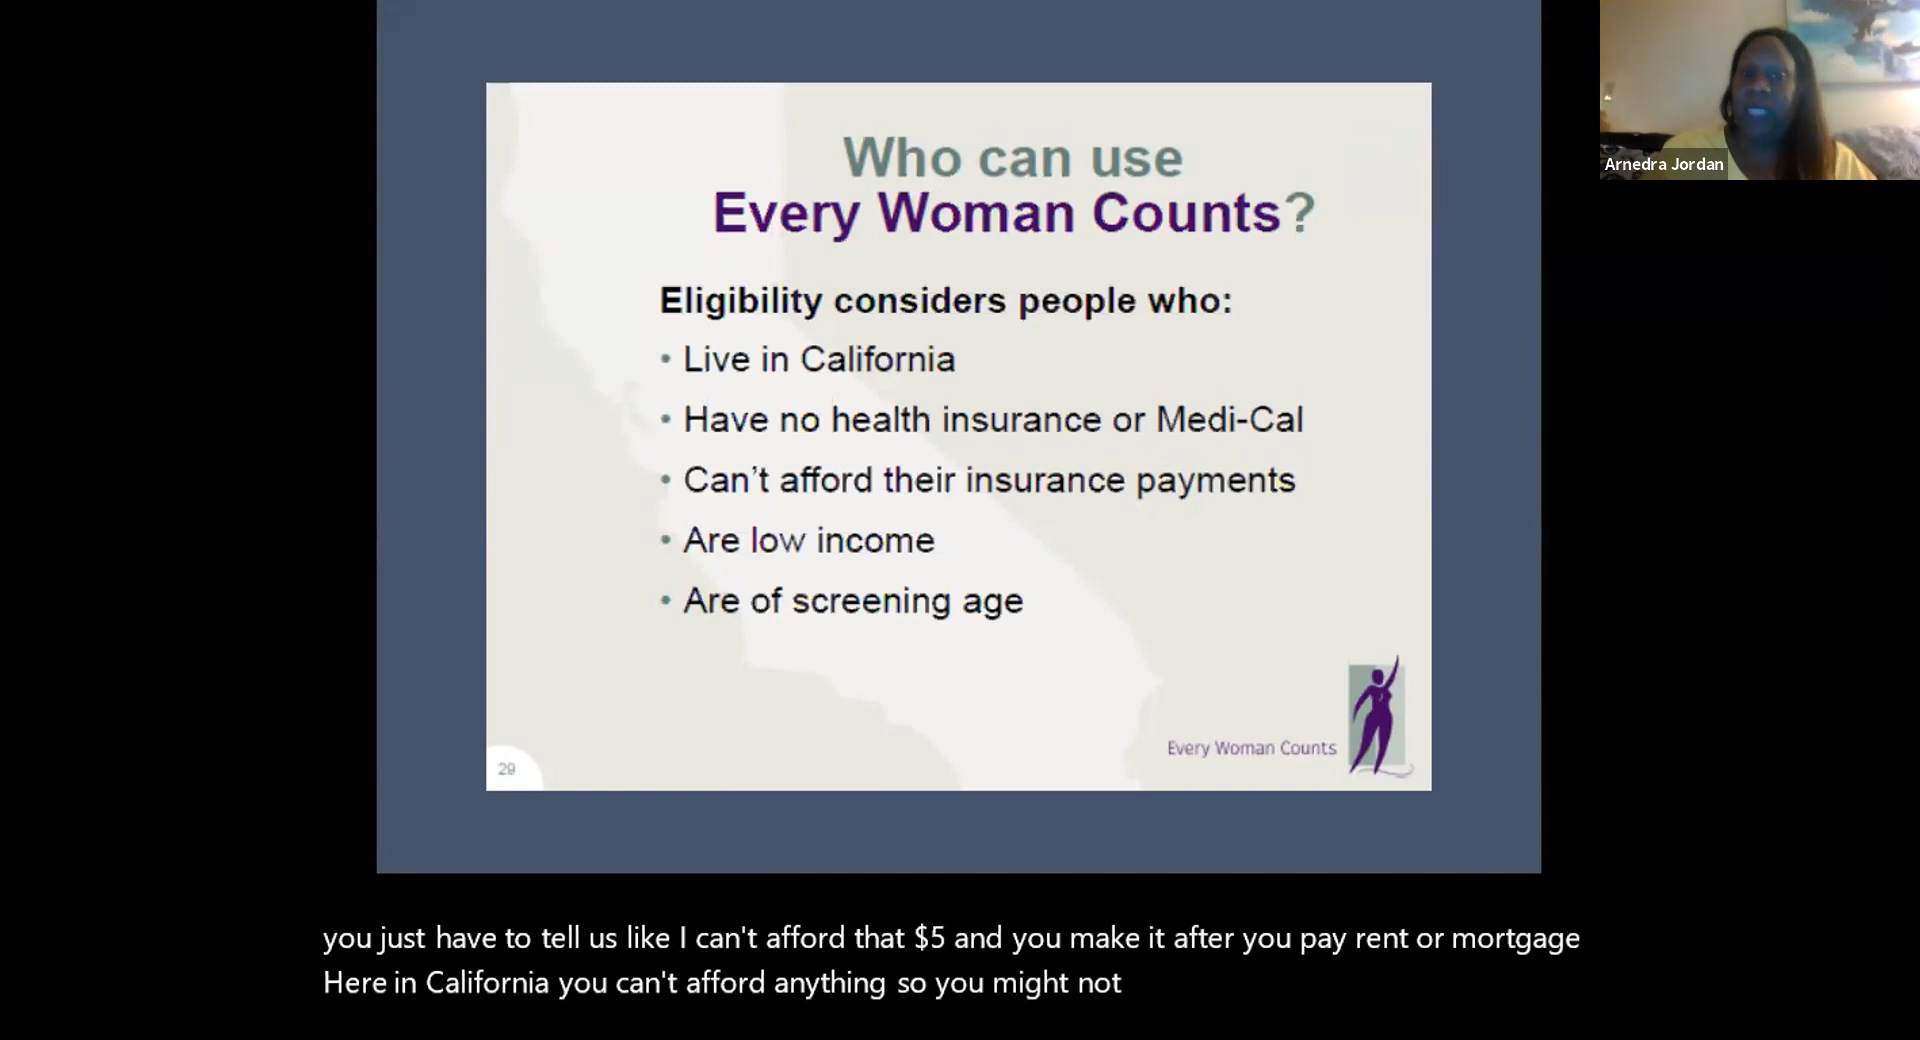 Who can use
Every Woman Counts?
Eligibility considers people who:
• Live in California
• Have no health insurance or Medi-Cal
• Can’t afford their insurance payments
• Are low income
• Are of screening age
Every Woman Counts
29
Arnedra Jordan
you just have to tell us like I can't afford that $5 and you make it after you pay rent or mortgage
Here in California you can't afford anything so you might not